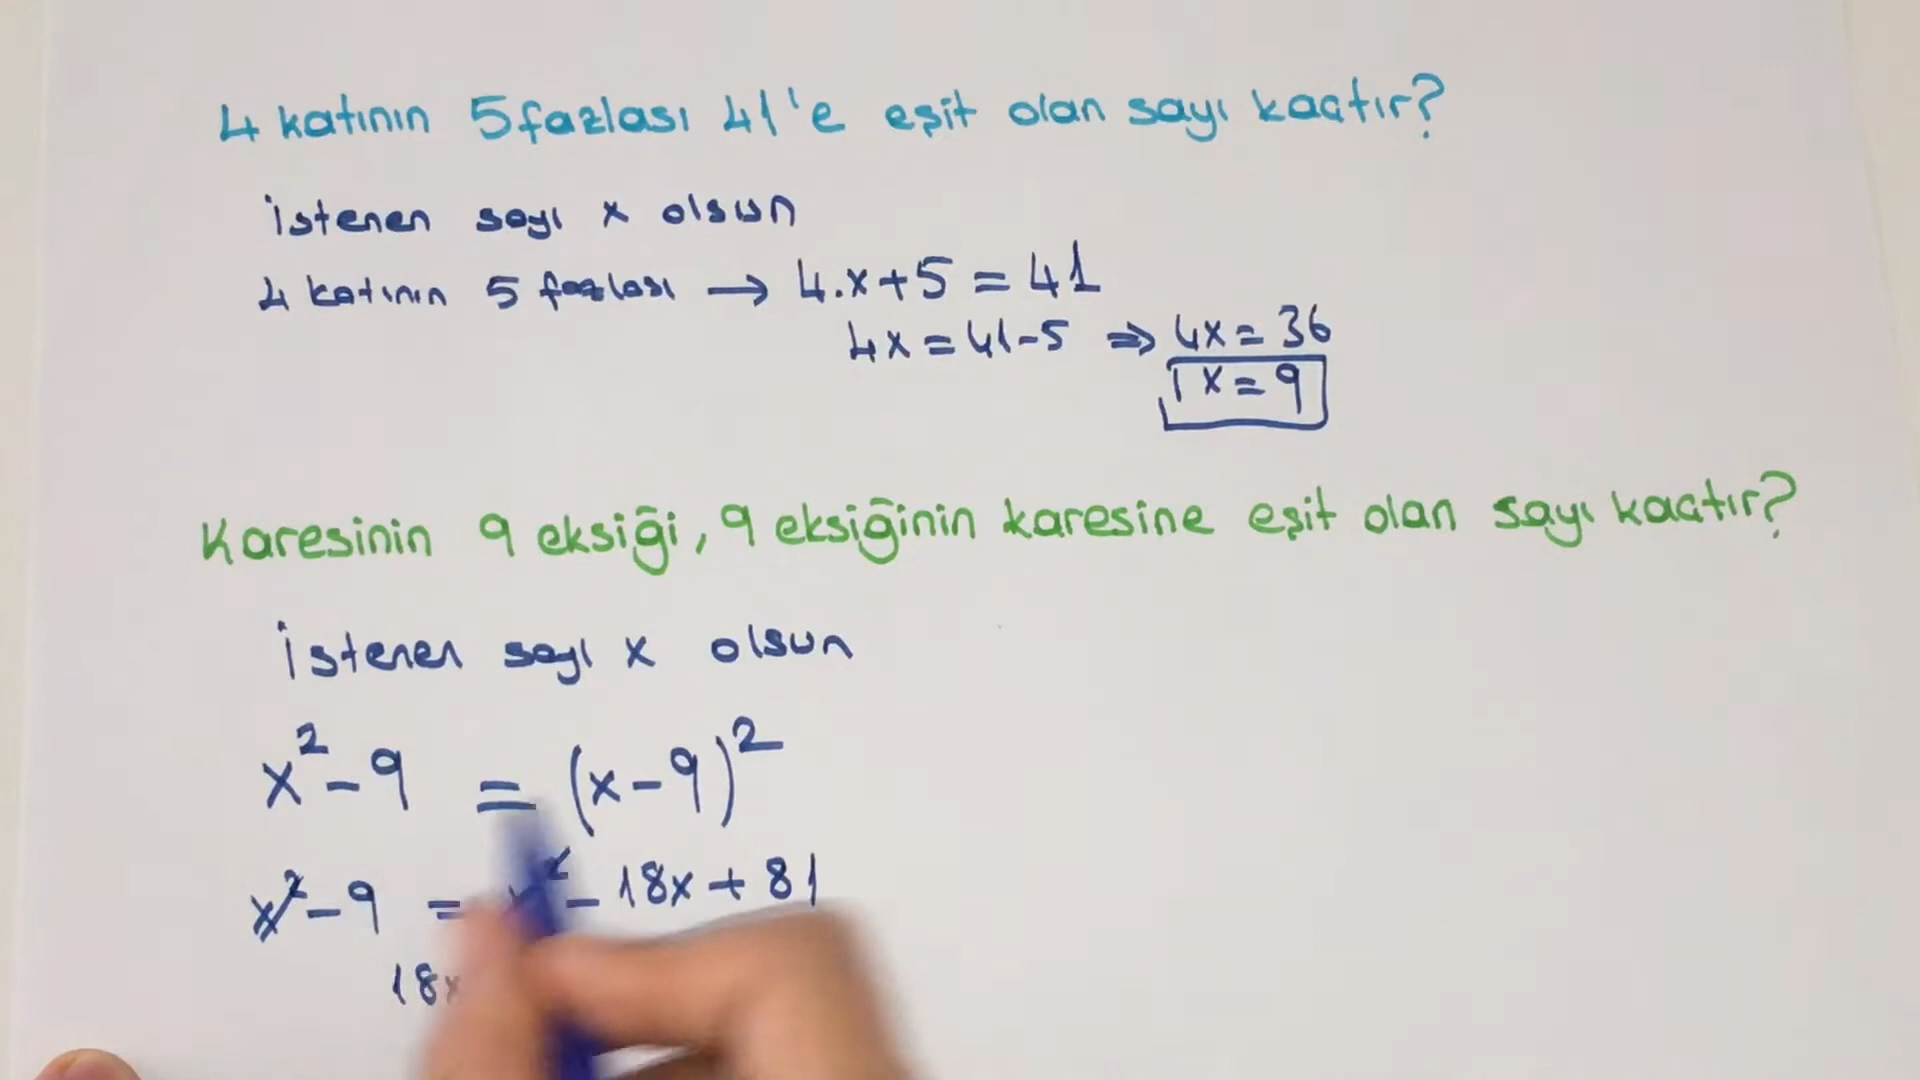 4 katının 5 fazlası 41'e eşit olan sayı kaçtır?
İstenen sayı x olsun
4 katının 5 fazlası → 4.x+5 = 41
4x = 41-5 ⇒ 4x = 36
x = 9
Karesinin 9 eksiği, 9 eksiğinin karesine eşit olan sayı kaçtır?
İstenen sayı x olsun
x² - 9 = (x-9)²
x² - 9 = x² - 18x + 81
18x